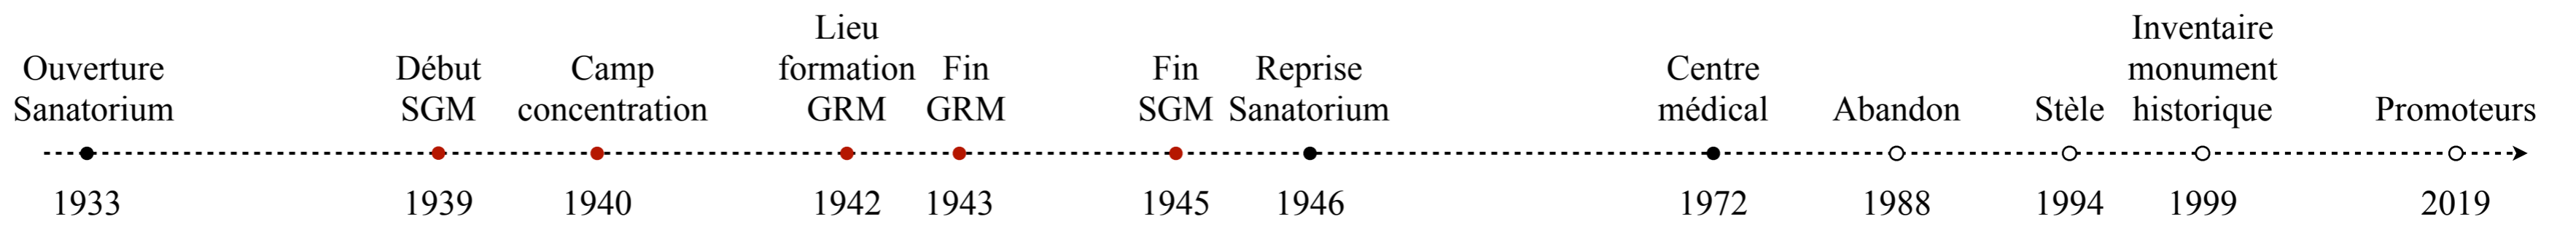 Ouverture
Sanatorium
1933
Début
SGM
1939
Camp
concentration
1940
Lieu
formation
GRM
1942
Fin
GRM
1943
Fin
SGM
1945
Reprise
Sanatorium
1946
Centre
médical
1972
Abandon
1988
Stèle
1994
Inventaire
monument
historique
1999
Promoteurs
2019